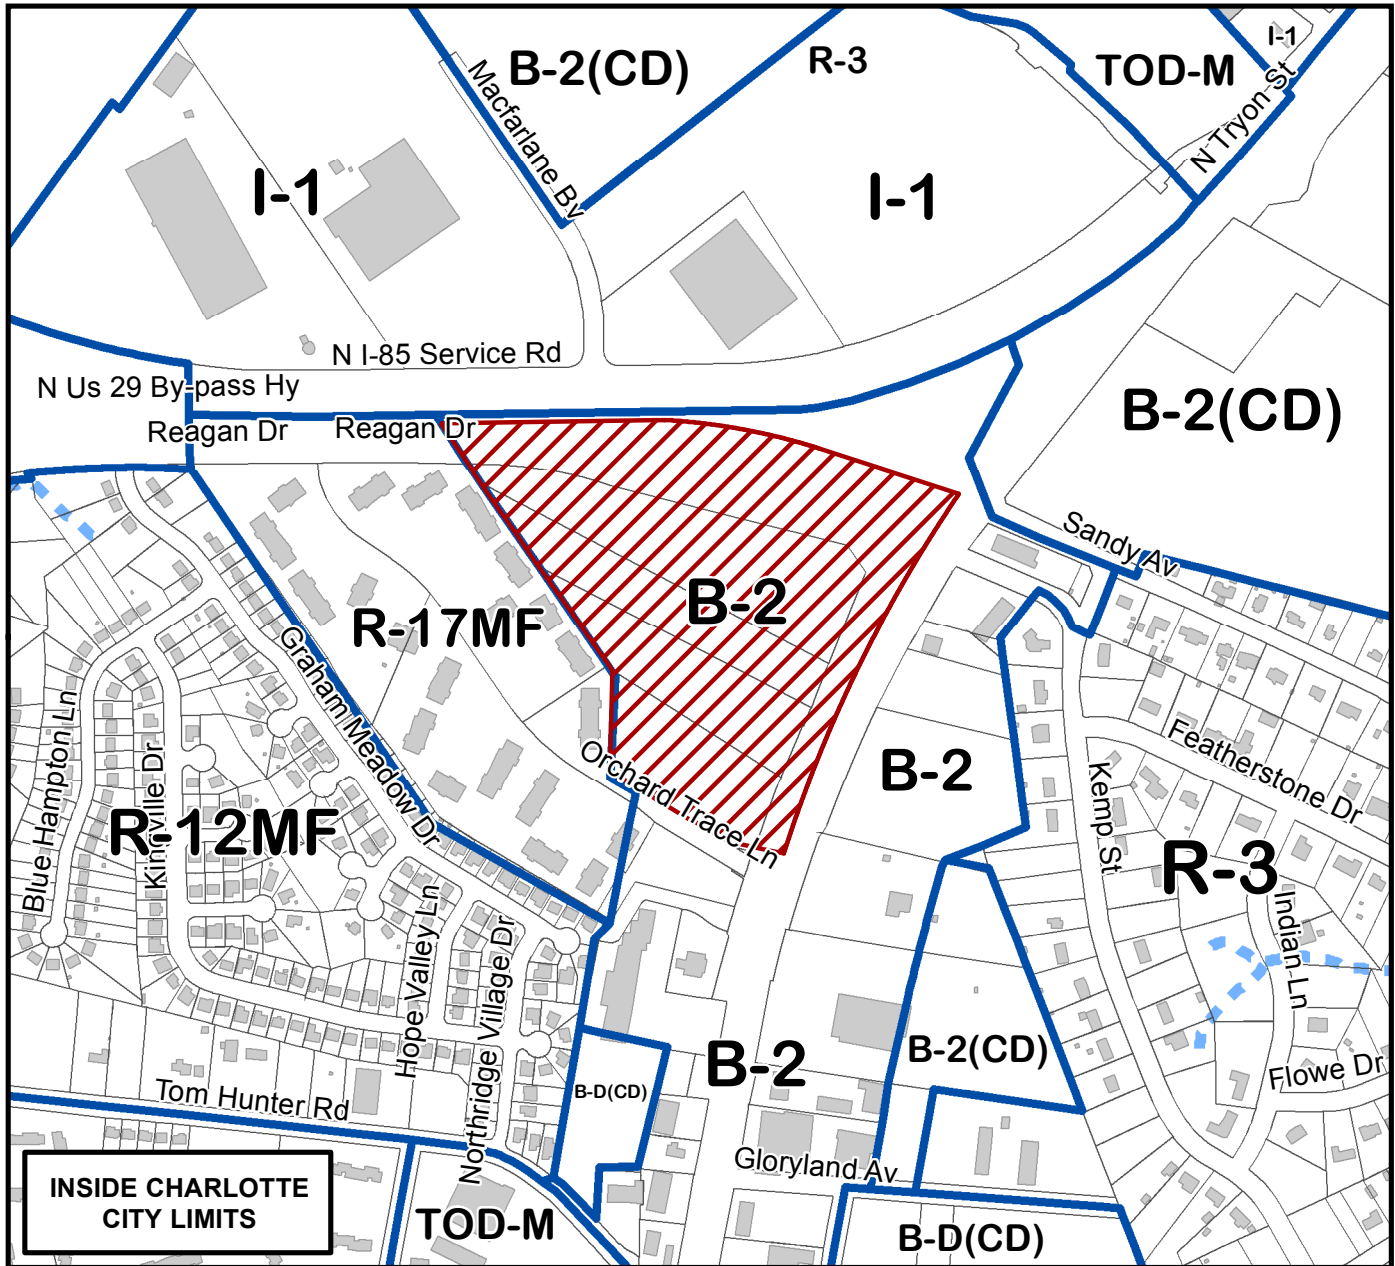 I-1
B-2(CD)
R-3
TOD-M
N Tryon St
Macfarlane Bv
I-1
I-1
N I-85 Service Rd
N Us 29 By-pass Hy
Reagan Dr
Reagan Dr
B-2(CD)
Sandy Av
R-17MF
B-2
Graham Meadow Dr
Blue Hampton Ln
Kingville Dr
R-12MF
Orchard Trace Ln
B-2
Featherstone Dr
Kemp St
R-3
Indian Ln
Hope Valley Ln
Northridge Village Dr
B-2
B-2(CD)
Flowe Dr
B-D(CD)
Tom Hunter Rd
Gloryland Av
INSIDE CHARLOTTE
CITY LIMITS
TOD-M
B-D(CD)